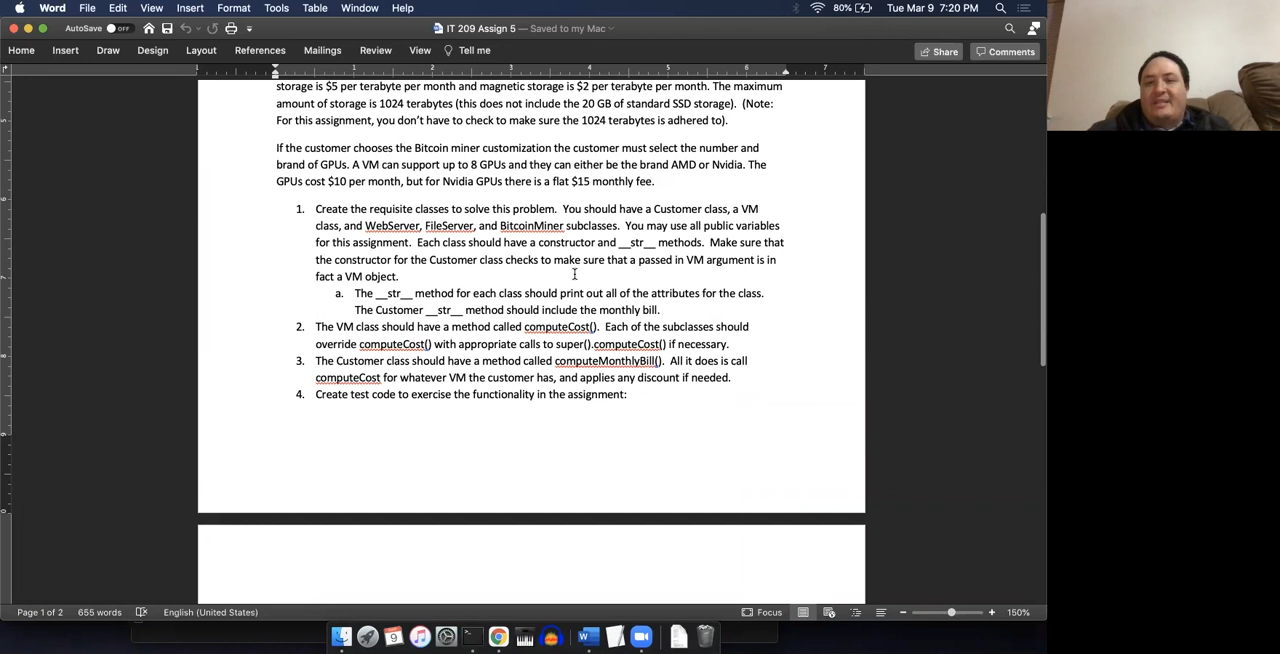 Word File Edit View Insert Format Tools Table Window Help 80% Tue Mar 9 7:20 PM
AutoSave OFF IT 209 Assign 5 — Saved to my Mac
Home Insert Draw Design Layout References Mailings Review View Tell me Share Comments
1 1 2 3 4 5 6 7
storage is $5 per terabyte per month and magnetic storage is $2 per terabyte per month. The maximum
amount of storage is 1024 terabytes (this does not include the 20 GB of standard SSD storage). (Note:
For this assignment, you don't have to check to make sure the 1024 terabytes is adhered to).
If the customer chooses the Bitcoin miner customization the customer must select the number and
brand of GPUs. A VM can support up to 8 GPUs and they can either be the brand AMD or Nvidia. The
GPUs cost $10 per month, but for Nvidia GPUs there is a flat $15 monthly fee.
1. Create the requisite classes to solve this problem. You should have a Customer class, a VM
class, and WebServer, FileServer, and BitcoinMiner subclasses. You may use all public variables
for this assignment. Each class should have a constructor and __str__ methods. Make sure that
the constructor for the Customer class checks to make sure that a passed in VM argument is in
fact a VM object.
a. The __str__ method for each class should print out all of the attributes for the class.
The Customer __str__ method should include the monthly bill.
2. The VM class should have a method called computeCost(). Each of the subclasses should
override computeCost() with appropriate calls to super().computeCost() if necessary.
3. The Customer class should have a method called computeMonthlyBill(). All it does is call
computeCost for whatever VM the customer has, and applies any discount if needed.
4. Create test code to exercise the functionality in the assignment:
Page 1 of 2 655 words English (United States) Focus 150%
9